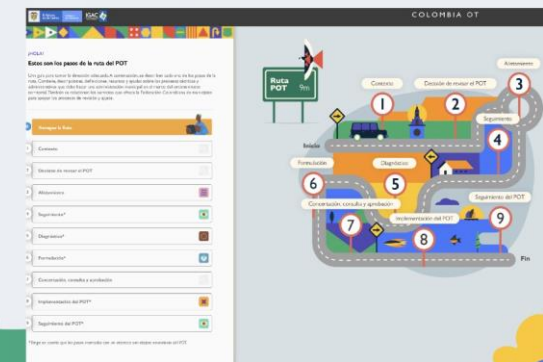 IGAC
COLOMBIA OT
¡HOLA!
Estos son los pasos de la ruta del POT
Navegue la Ruta
Contexto
Decisión de revisar el POT
Alistamiento
Seguimiento*
Diagnóstico*
Formulación*
Concertación, consulta y aprobación
Implementación del POT*
Seguimiento del POT*
Ruta
POT 9m
Inicio
Contexto
1
Decisión de revisar el POT
2
Alistamiento
3
Seguimiento
4
Diagnóstico
5
Formulación
6
Concertación, consulta y aprobación
7
Implementación del POT
8
Seguimiento del POT
9
Fin